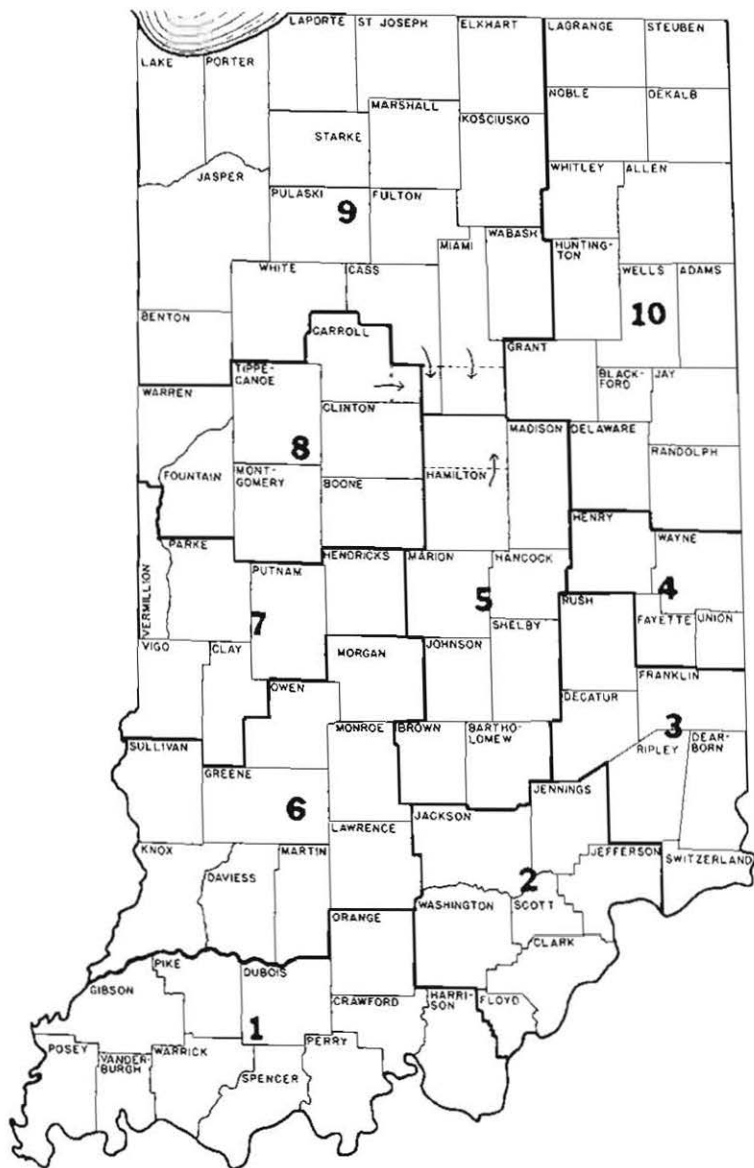 LAPORTE
ST JOSEPH
ELKHART
LAGRANGE
STEUBEN
LAKE
PORTER
NOBLE
DEKALB
MARSHALL
KOSCIUSKO
STARKE
WHITLEY
ALLEN
JASPER
PULASKI
9
FULTON
WABASH
MIAMI
HUNTING-
TON
WHITE
CASS
WELLS
ADAMS
10
BENTON
CARROLL
GRANT
TIPPE-
CANOE
BLACK-
FORD
JAY
WARREN
CLINTON
MADISON
DELAWARE
8
RANDOLPH
FOUNTAIN
MONT-
GOMERY
BOONE
HAMILTON
HENRY
WAYNE
PARKE
HENDRICKS
MARION
HANCOCK
VERMILLION
PUTNAM
4
5
RUSH
7
SHELBY
FAYETTE
UNION
VIGO
CLAY
MORGAN
JOHNSON
FRANKLIN
OWEN
DECATUR
3
MONROE
BROWN
BARTHO-
LOMEW
RIPLEY
DEAR-
BORN
SULLIVAN
GREENE
6
JENNINGS
LAWRENCE
JACKSON
KNOX
MARTIN
JEFFERSON
SWITZERLAND
DAVIESS
2
WASHINGTON
SCOTT
ORANGE
CLARK
PIKE
DUBOIS
GIBSON
CRAWFORD
HARRI-
SON
FLOYD
1
POSEY
VANDER-
BURGH
WARRICK
PERRY
SPENCER